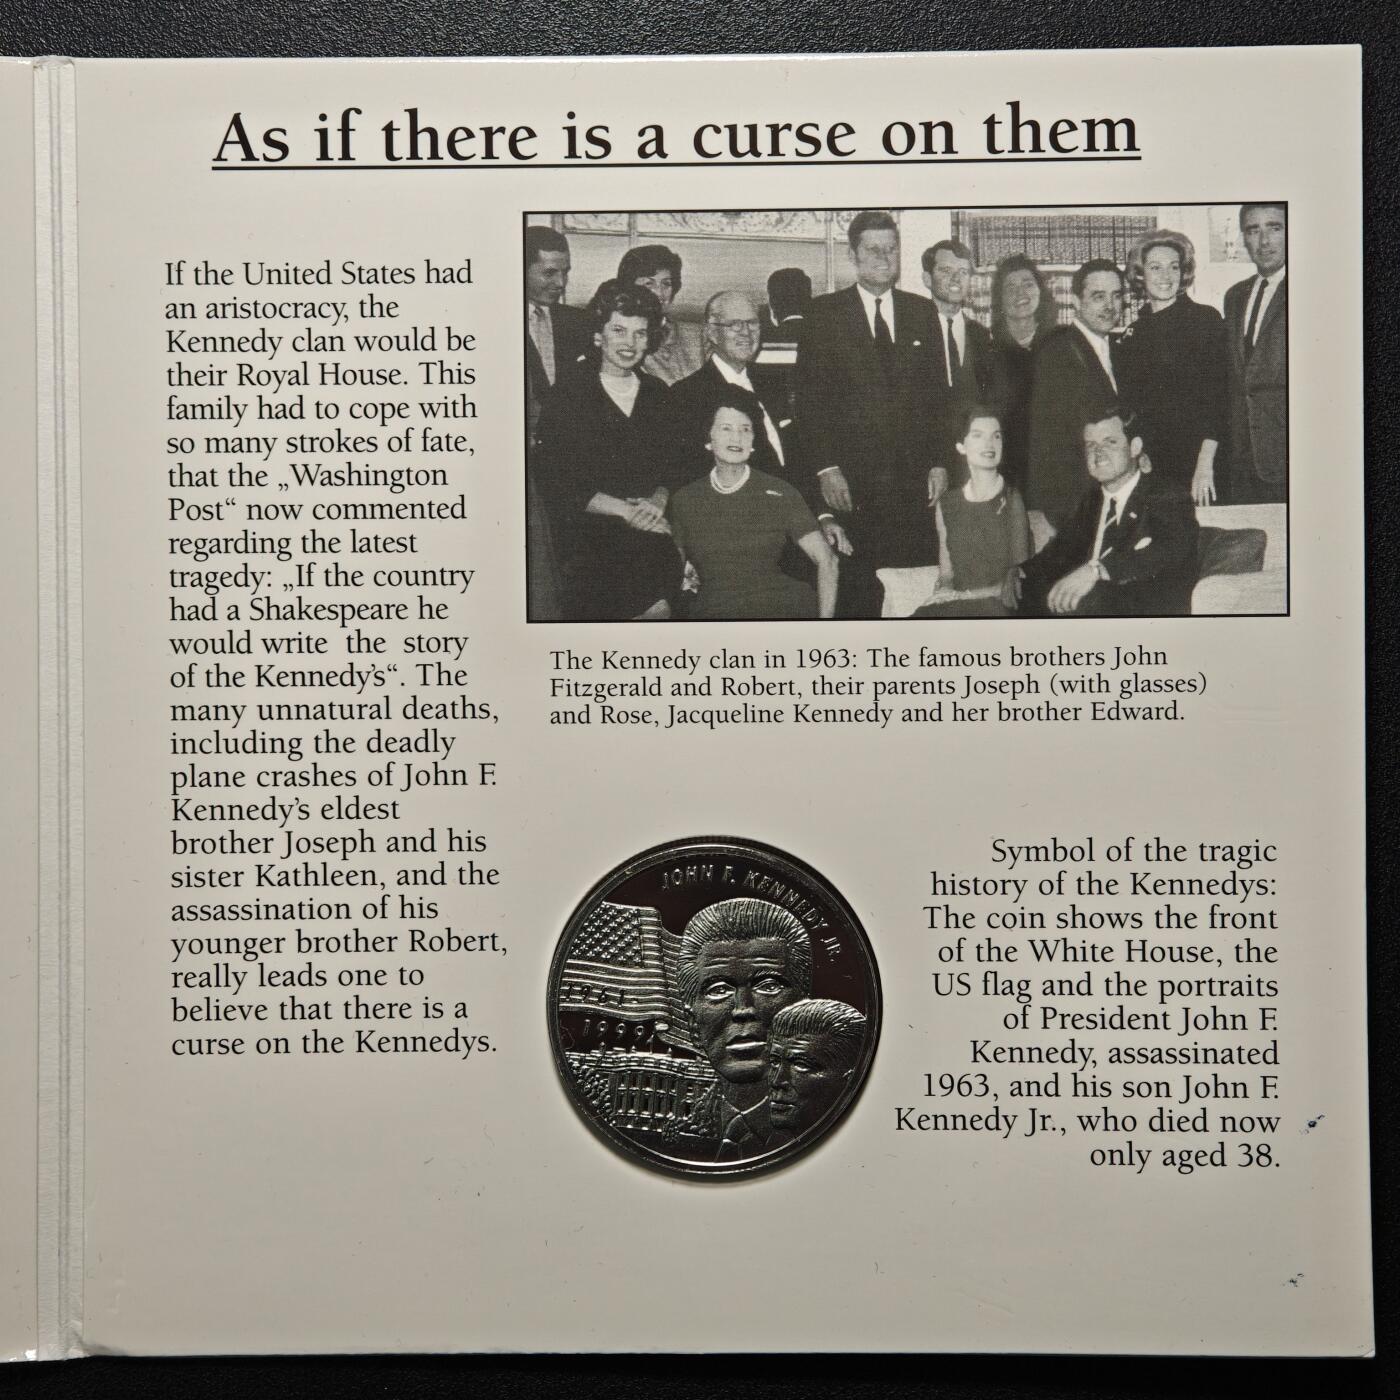 As if there is a curse on them
If the United States had
an aristocracy, the
Kennedy clan would be
their Royal House. This
family had to cope with
so many strokes of fate,
that the „Washington
Post“ now commented
regarding the latest
tragedy: „If the country
had a Shakespeare he
would write the story
of the Kennedy's“. The
many unnatural deaths,
including the deadly
plane crashes of John F.
Kennedy's eldest
brother Joseph and his
sister Kathleen, and the
assassination of his
younger brother Robert,
really leads one to
believe that there is a
curse on the Kennedys.
The Kennedy clan in 1963: The famous brothers John
Fitzgerald and Robert, their parents Joseph (with glasses)
and Rose, Jacqueline Kennedy and her brother Edward.
JOHN F. KENNEDY JR.
1961
1999
Symbol of the tragic
history of the Kennedys:
The coin shows the front
of the White House, the
US flag and the portraits
of President John F.
Kennedy, assassinated
1963, and his son John F.
Kennedy Jr., who died now
only aged 38.